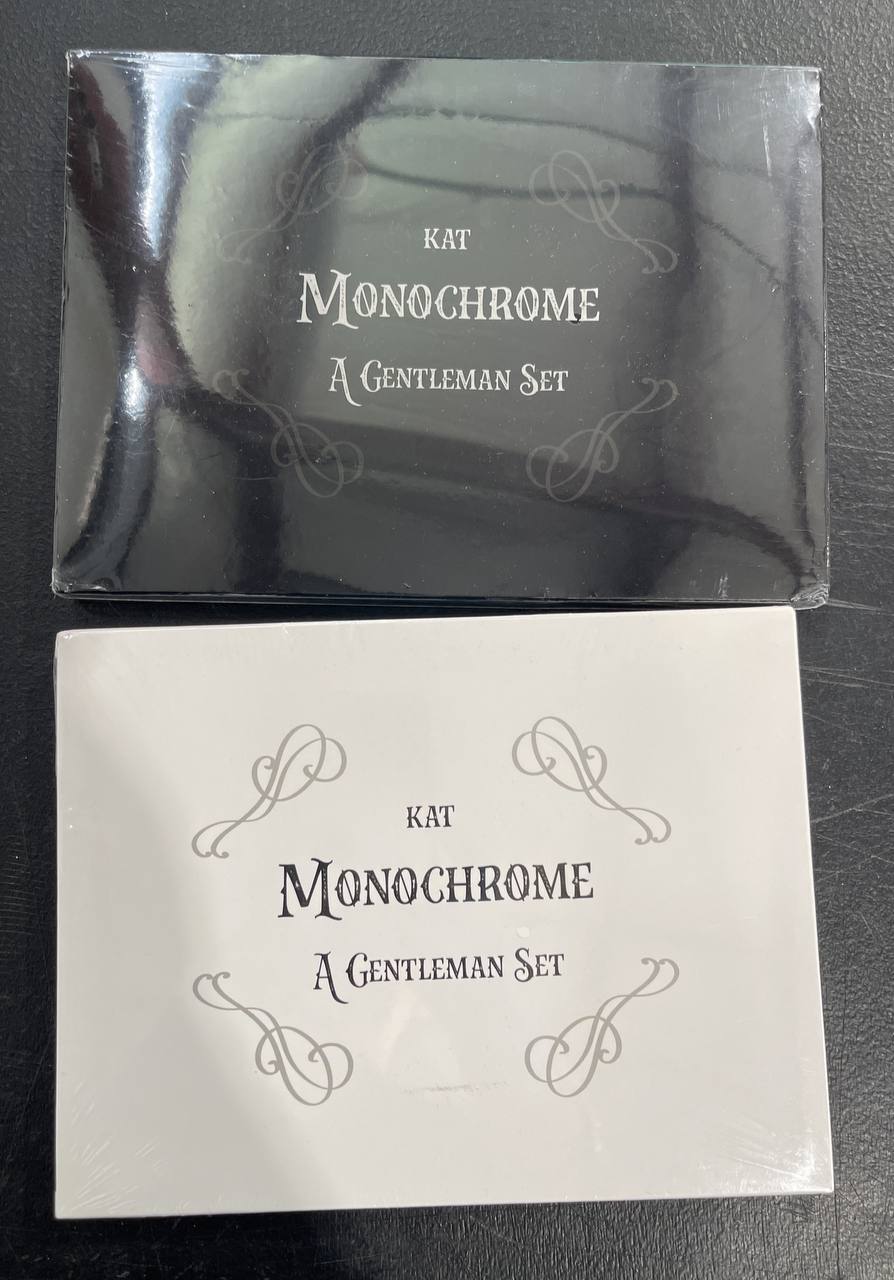 KAT
MONOCHROME
A GENTLEMAN SET
KAT
MONOCHROME
A GENTLEMAN SET